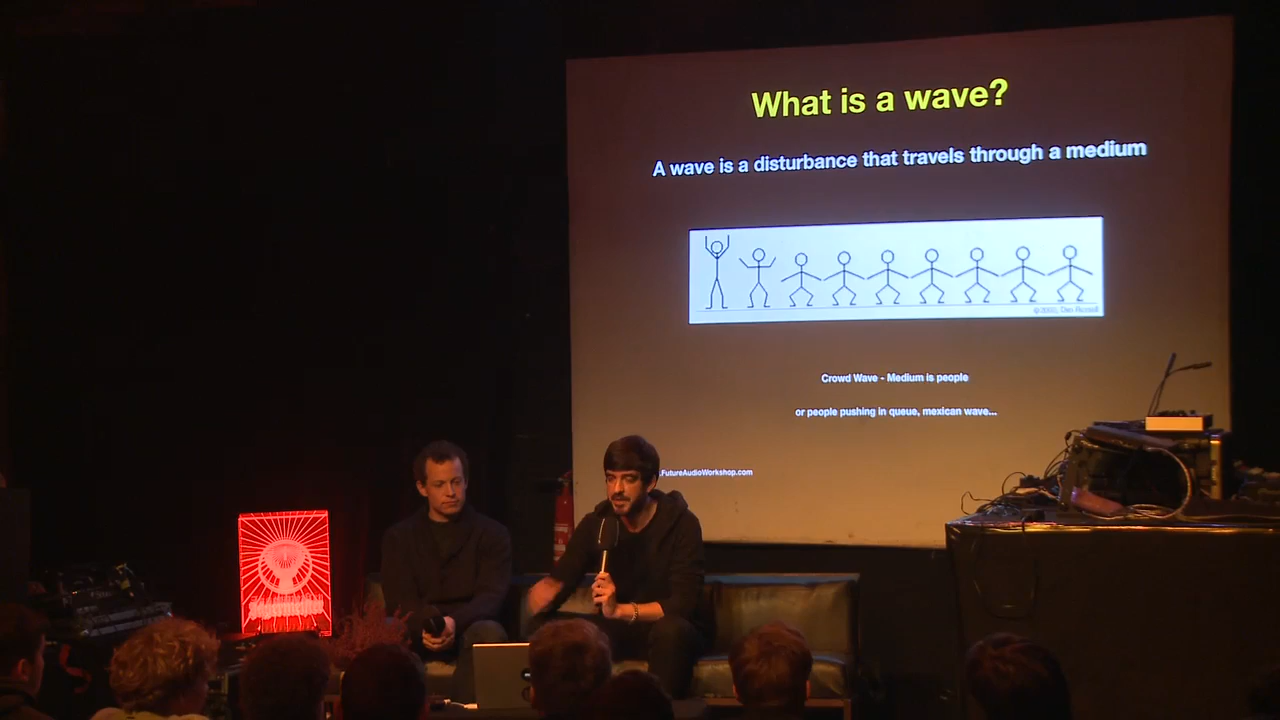 What is a wave?
A wave is a disturbance that travels through a medium
Crowd Wave - Medium is people
or people pushing in queue, mexican wave...
.FutureAudioWorkshop.com
Jägermeister